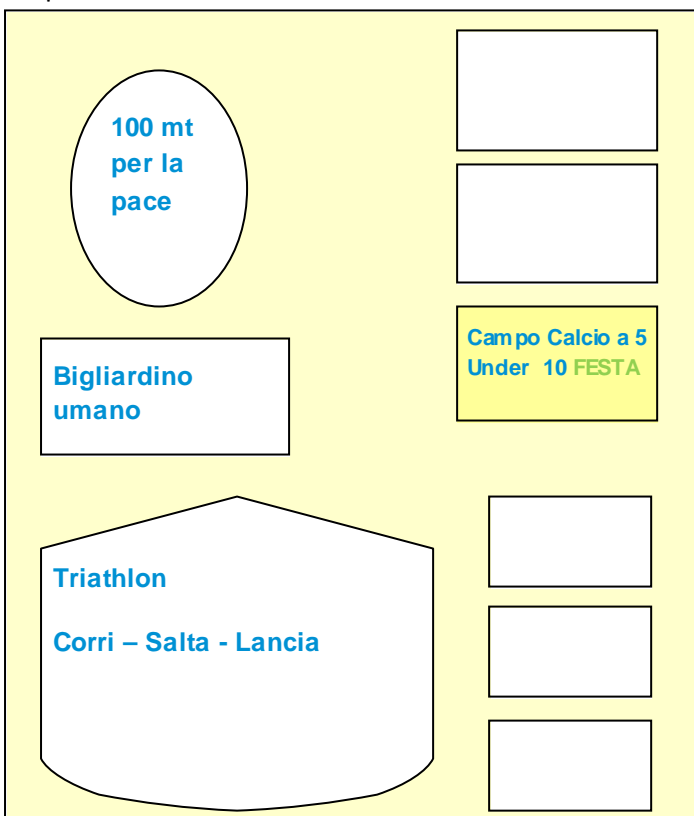 100 mt
per la
pace
Campo Calcio a 5
Under 10 FESTA
Bigliardino
umano
Triathlon
Corri – Salta - Lancia